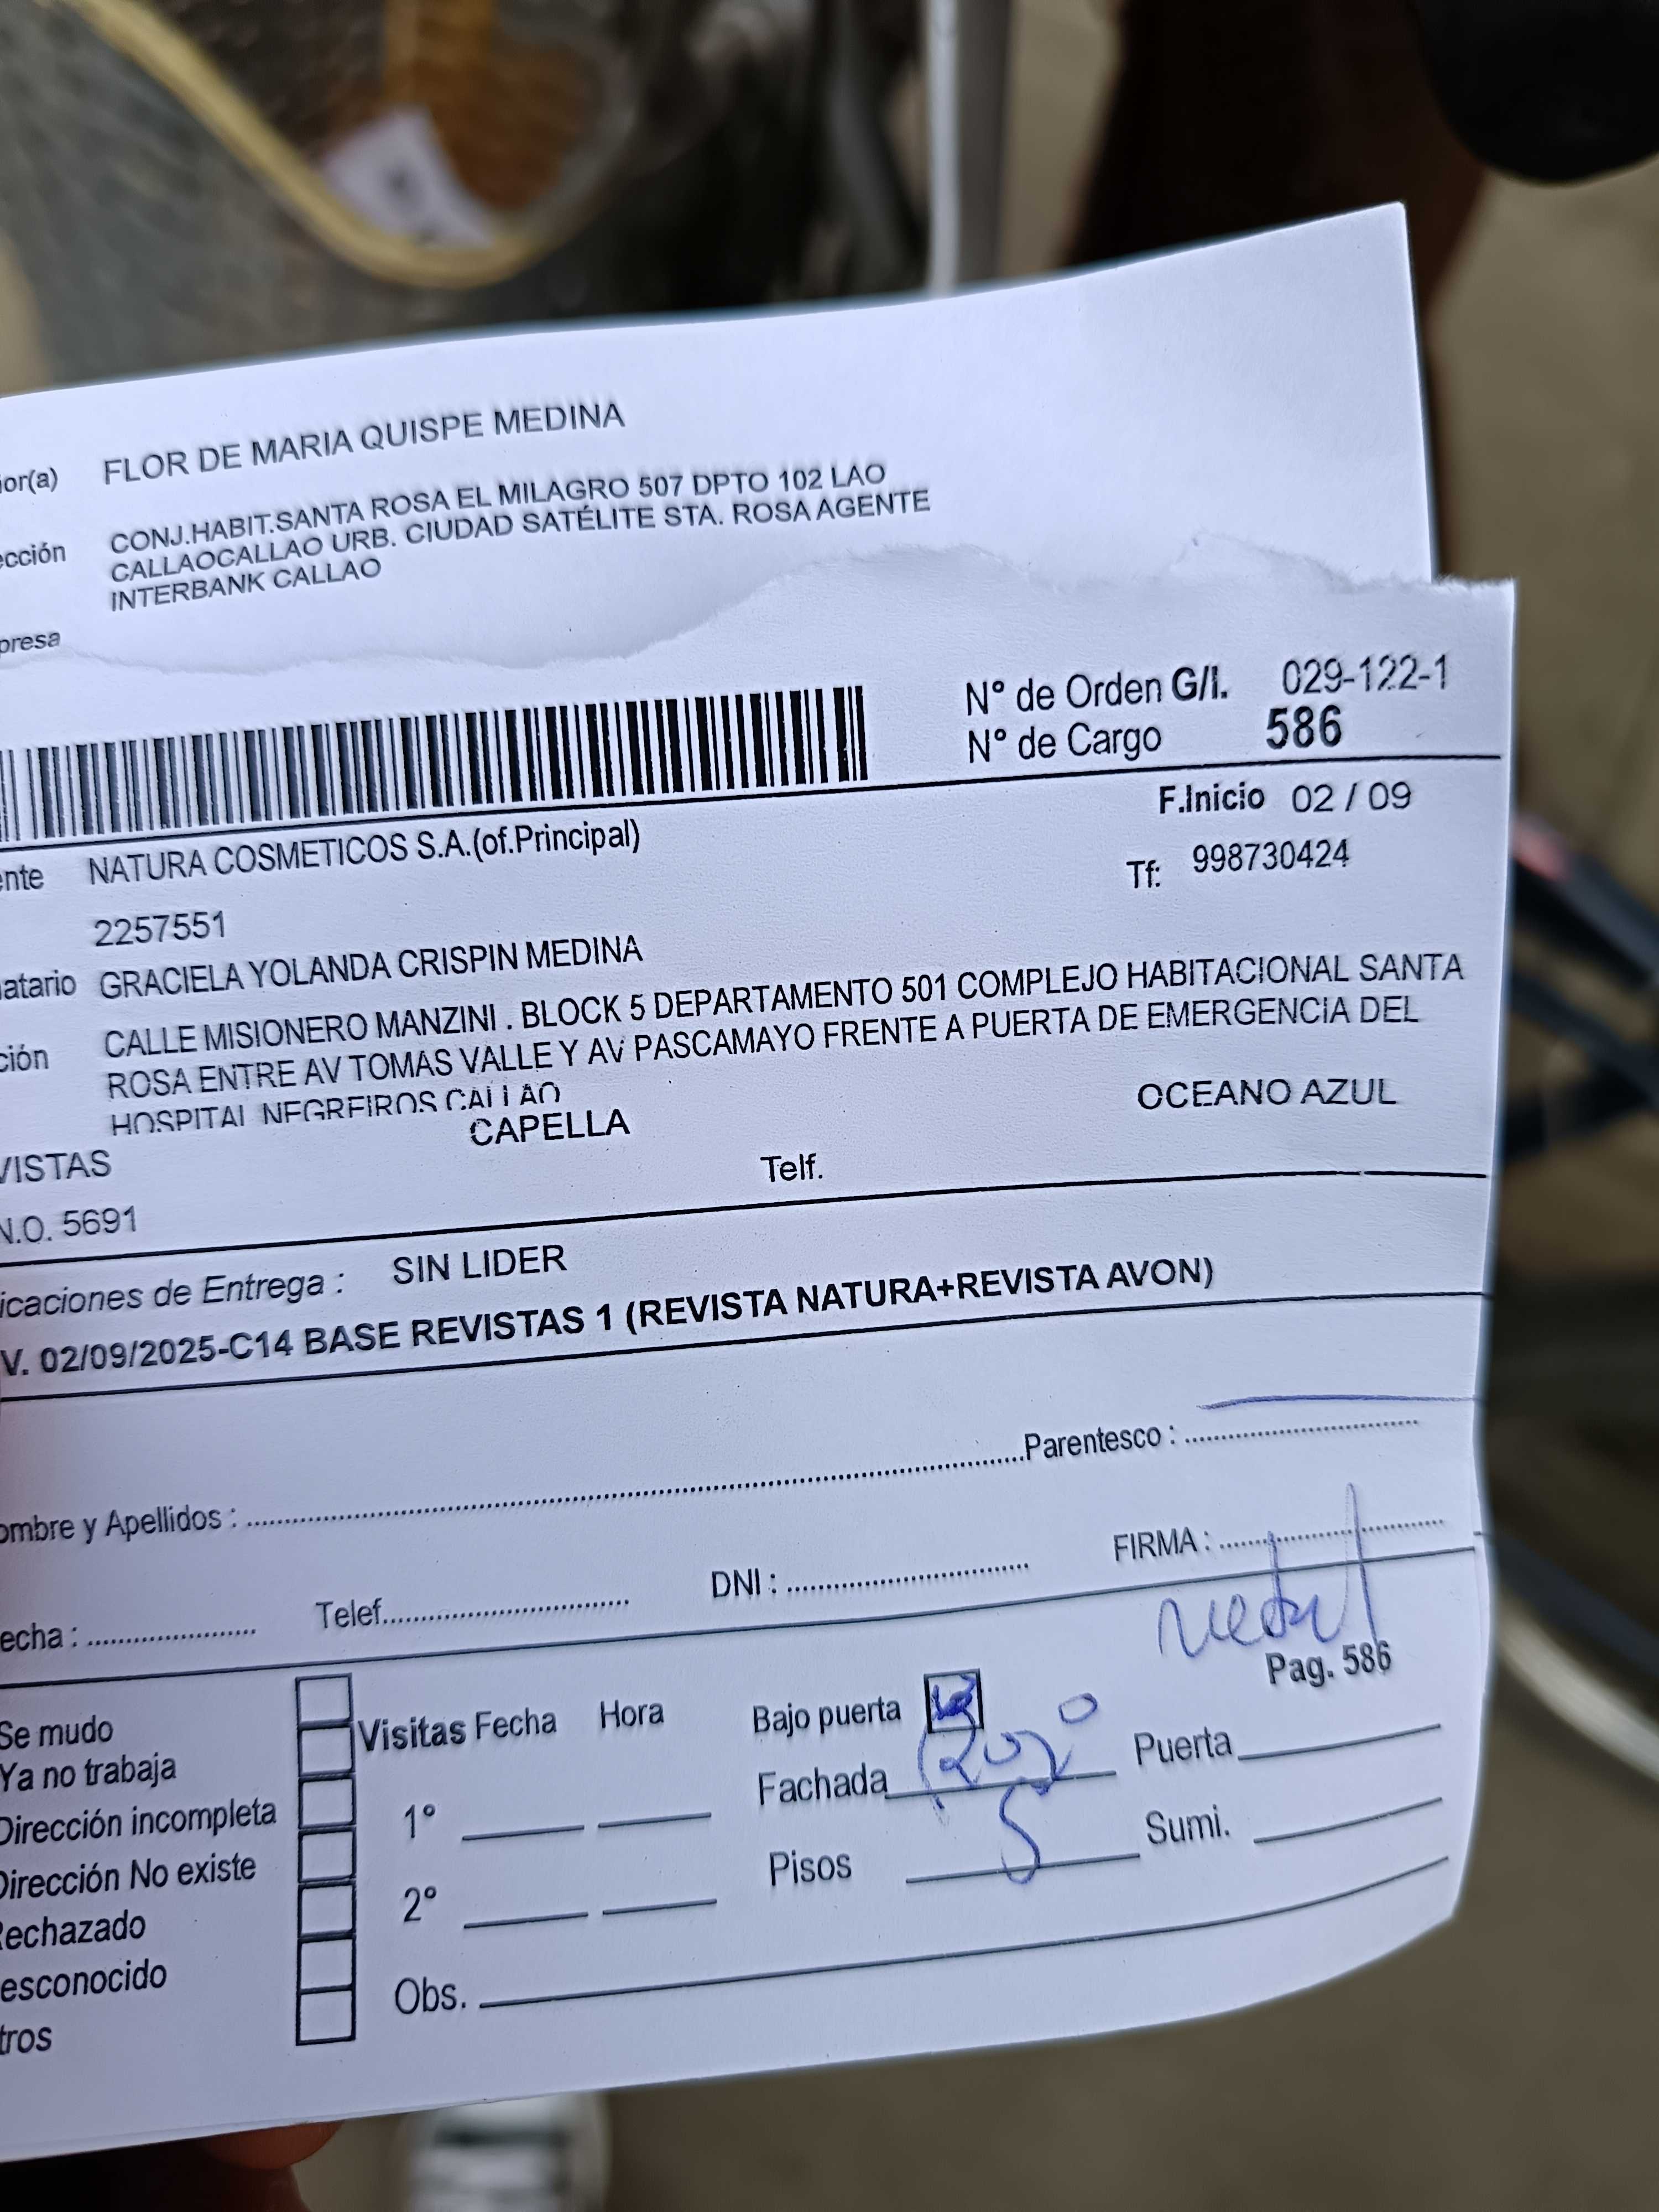 or(a) FLOR DE MARIA QUISPE MEDINA
ección CONJ.HABIT.SANTA ROSA EL MILAGRO 507 DPTO 102 LAO
CALLAOCALLAO URB. CIUDAD SATÉLITE STA. ROSA AGENTE
INTERBANK CALLAO
presa
N° de Orden G/I. 029-122-1
N° de Cargo 586
F.Inicio 02 / 09
ente NATURA COSMETICOS S.A.(of.Principal)
Tf: 998730424
2257551
atario GRACIELA YOLANDA CRISPIN MEDINA
ción CALLE MISIONERO MANZINI . BLOCK 5 DEPARTAMENTO 501 COMPLEJO HABITACIONAL SANTA
ROSA ENTRE AV TOMAS VALLE Y AV PASCAMAYO FRENTE A PUERTA DE EMERGENCIA DEL
HOSPITAL NEGREIROS CALLAO
CAPELLA OCEANO AZUL
VISTAS Telf.
N.O. 5691
icaciones de Entrega : SIN LIDER
V. 02/09/2025-C14 BASE REVISTAS 1 (REVISTA NATURA+REVISTA AVON)
ombre y Apellidos : Parentesco :
echa : Telef. DNI : FIRMA :
Pag. 586
Se mudo Visitas Fecha Hora Bajo puerta
Ya no trabaja Fachada Puerta
Dirección incompleta 1° Pisos 5 Sumi.
Dirección No existe 2°
Rechazado
esconocido Obs.
tros